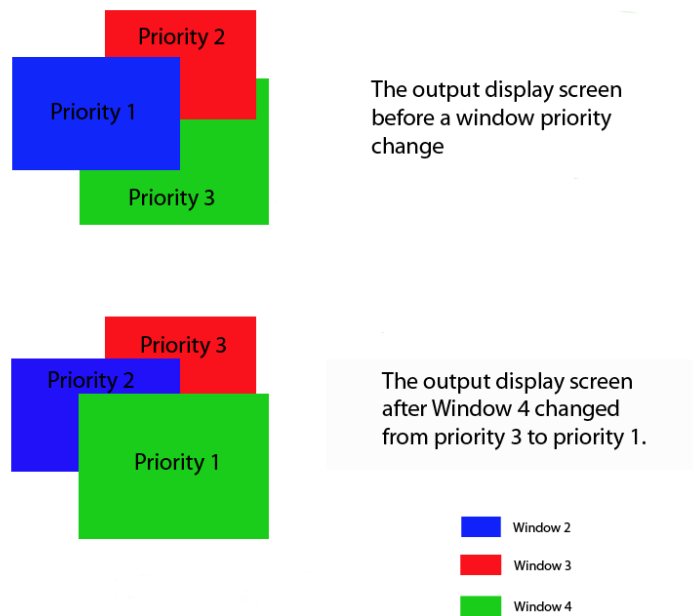 Priority 2
Priority 1
Priority 3
The output display screen
before a window priority
change
Priority 3
Priority 2
Priority 1
The output display screen
after Window 4 changed
from priority 3 to priority 1.
Window 2
Window 3
Window 4